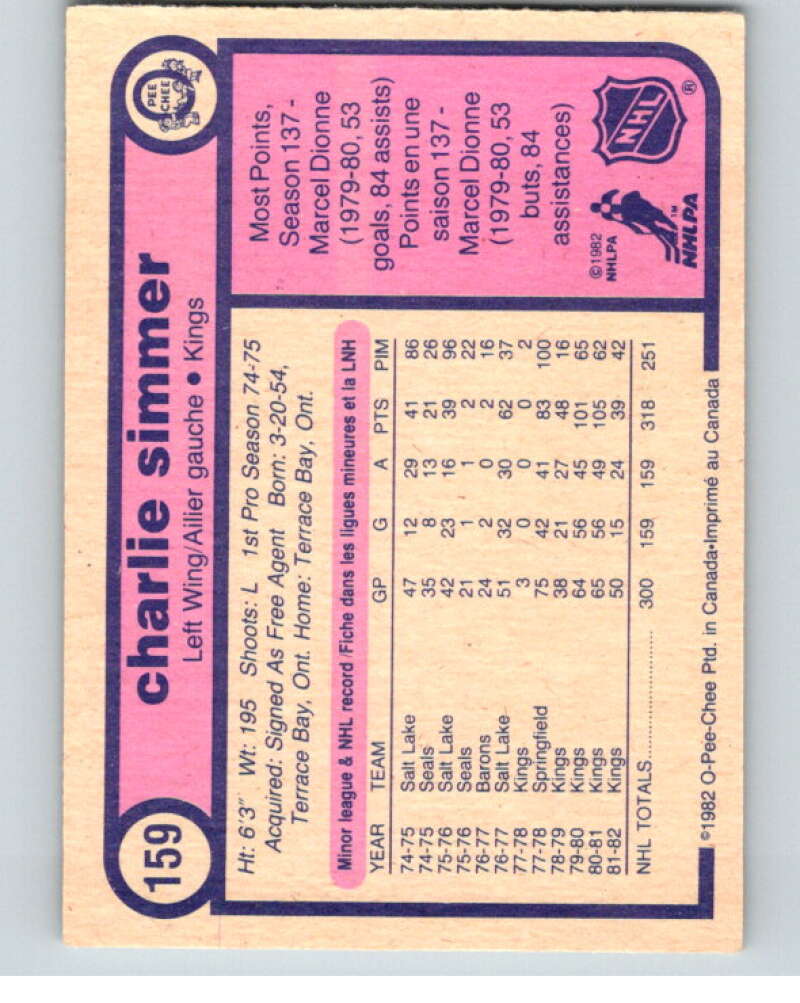 159
charlie simmer
Left Wing/Ailier gauche • Kings
O
PEE
CHEE
Ht: 6'3" Wt: 195 Shoots: L 1st Pro Season 74-75
Acquired: Signed As Free Agent Born: 3-20-54,
Terrace Bay, Ont. Home: Terrace Bay, Ont.
Minor league & NHL record/Fiche dans les ligues mineures et la LNH
YEAR TEAM GP G A PTS PIM
74-75 Salt Lake 47 12 29 41 86
74-75 Seals 35 8 13 21 26
75-76 Salt Lake 42 23 16 39 96
75-76 Seals 21 1 1 2 22
76-77 Barons 24 2 0 2 16
76-77 Salt Lake 51 32 30 62 37
77-78 Kings 3 0 0 0 2
77-78 Springfield 75 42 41 83 100
78-79 Kings 38 21 27 48 16
79-80 Kings 64 56 45 101 65
80-81 Kings 65 56 49 105 62
81-82 Kings 50 15 24 39 42
NHL TOTALS.................... 300 159 159 318 251
Most Points,
Season 137 -
Marcel Dionne
(1979-80, 53
goals, 84 assists)
Points en une
saison 137 -
Marcel Dionne
(1979-80, 53
buts, 84
assistances)
©1982
NHLPA
NHLPA
TM
NHL
®
©1982 O-Pee-Chee Ptd. in Canada•Imprimé au Canada